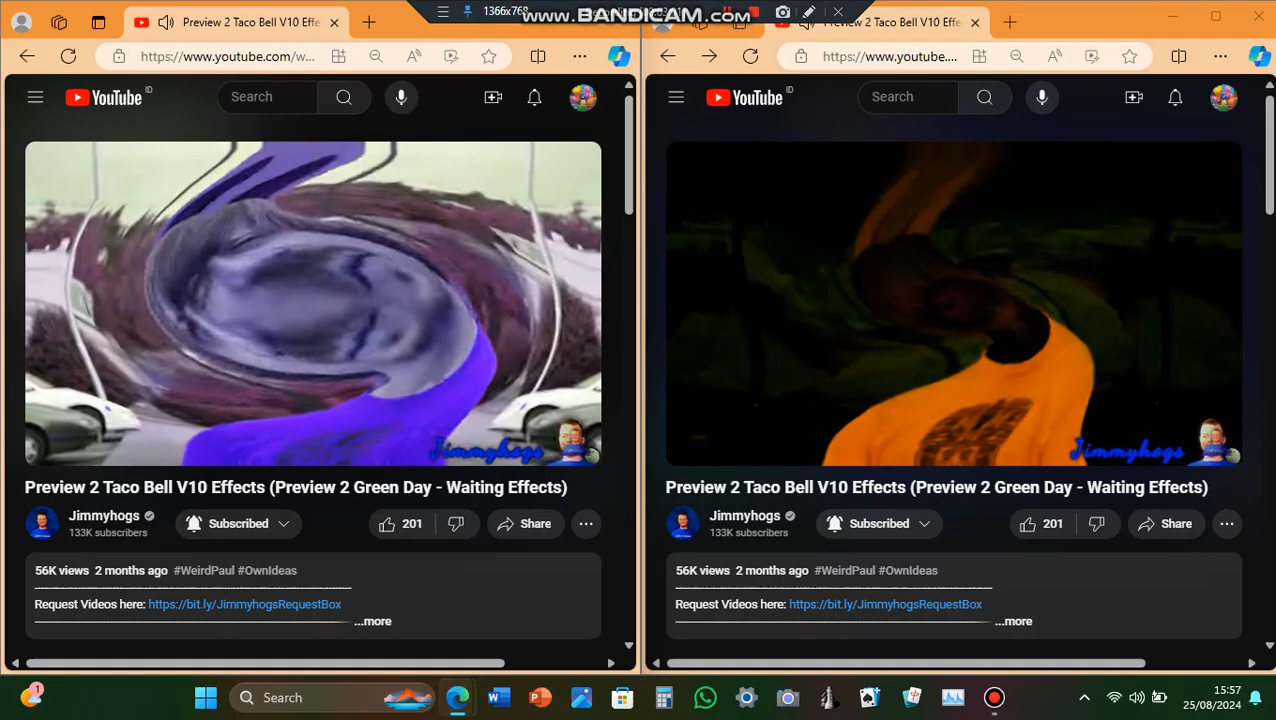 1366x768
www.BANDICAM.com
Preview 2 Taco Bell V10 Effe
Preview 2 Taco Bell V10 Effe
https://www.youtube.com/w...
https://www.youtube....
YouTube ID
Search
YouTube ID
Search
Jimmyhogs
Jimmyhogs
Preview 2 Taco Bell V10 Effects (Preview 2 Green Day - Waiting Effects)
Preview 2 Taco Bell V10 Effects (Preview 2 Green Day - Waiting Effects)
Jimmyhogs
133K subscribers
Subscribed
201
Share
Jimmyhogs
133K subscribers
Subscribed
201
Share
56K views 2 months ago #WeirdPaul #OwnIdeas
Request Videos here: https://bit.ly/JimmyhogsRequestBox
...more
56K views 2 months ago #WeirdPaul #OwnIdeas
Request Videos here: https://bit.ly/JimmyhogsRequestBox
...more
1
Search
15:57
25/08/2024